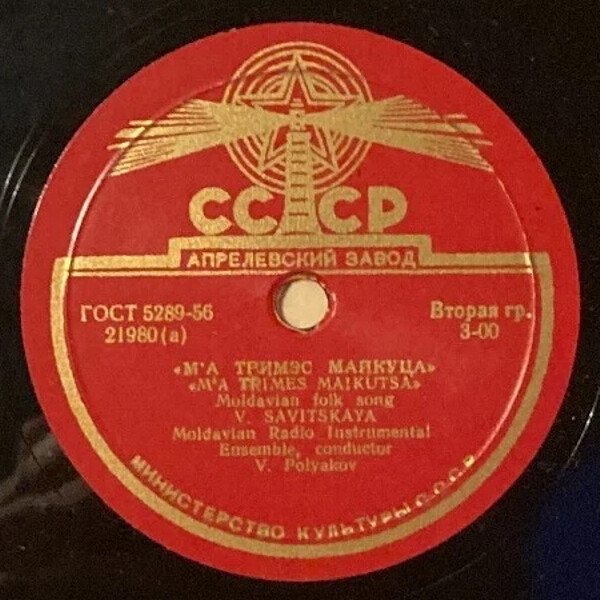 СССР
АПРЕЛЕВСКИЙ ЗАВОД
ГОСТ 5289-56
21980(а)
Вторая гр.
3-00
«М'А ТРИМЭС МАЙКУЦА»
«M'A TRIMES MAIKUTSA»
Moldavian folk song
V. SAVITSKAYA
Moldavian Radio Instrumental
Ensemble, conductor
V. Polyakov
МИНИСТЕРСТВО КУЛЬТУРЫ СССР